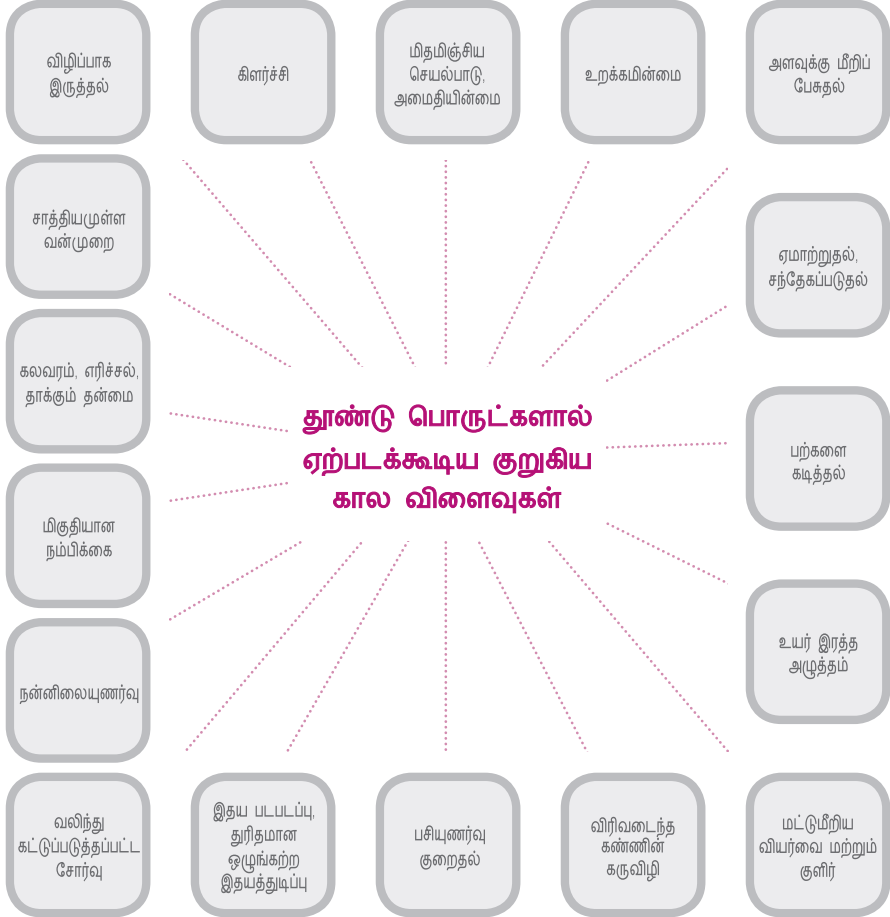 விழிப்பாக
இருத்தல்
கிளர்ச்சி
மிதமிஞ்சிய
செயல்பாடு,
அமைதியின்மை
உறக்கமின்மை
அளவுக்கு மீறிப்
பேசுதல்
சாத்தியமுள்ள
வன்முறை
ஏமாற்றுதல்,
சந்தேகப்படுதல்
கலவரம், எரிச்சல்,
தாக்கும் தன்மை
தூண்டு பொருட்களால்
ஏற்படக்கூடிய குறுகிய
கால விளைவுகள்
பற்களை
கடித்தல்
மிகுதியான
நம்பிக்கை
உயர் இரத்த
அழுத்தம்
நன்னிலையுணர்வு
வலிந்து
கட்டுப்படுத்தப்பட்ட
சோர்வு
இதய படபடப்பு,
துரிதமான
ஒழுங்கற்ற
இதயத்துடிப்பு
பசியுணர்வு
குறைதல்
விரிவடைந்த
கண்ணின்
கருவிழி
மட்டுமீறிய
வியர்வை மற்றும்
குளிர்